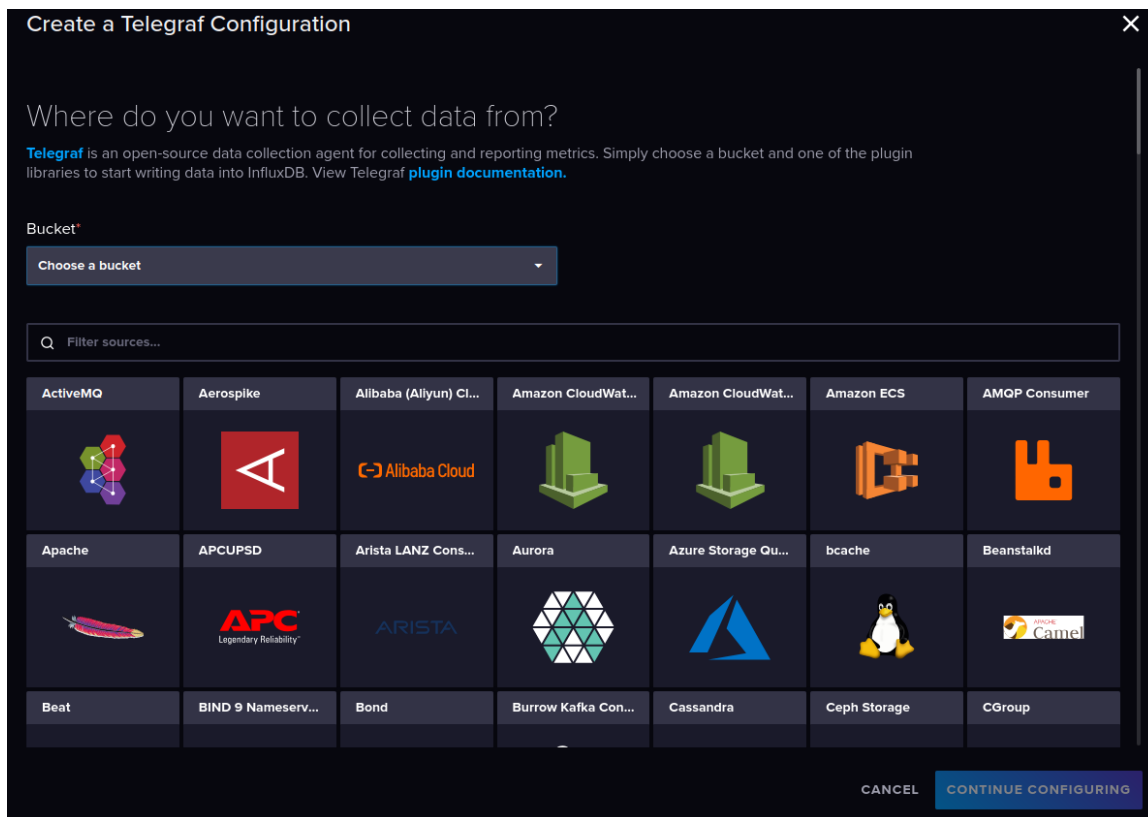 Create a Telegraf Configuration
Where do you want to collect data from?
Telegraf is an open-source data collection agent for collecting and reporting metrics. Simply choose a bucket and one of the plugin
libraries to start writing data into InfluxDB. View Telegraf plugin documentation.
Bucket*
Choose a bucket
Filter sources...
ActiveMQ
Aerospike
Alibaba (Aliyun) Cl...
Amazon CloudWat...
Amazon CloudWat...
Amazon ECS
AMQP Consumer
Alibaba Cloud
Apache
APCUPSD
Arista LANZ Cons...
Aurora
Azure Storage Qu...
bcache
Beanstalkd
APC
Legendary Reliability™
ARISTA
APACHE
Camel
Beat
BIND 9 Nameserv...
Bond
Burrow Kafka Con...
Cassandra
Ceph Storage
CGroup
CANCEL
CONTINUE CONFIGURING